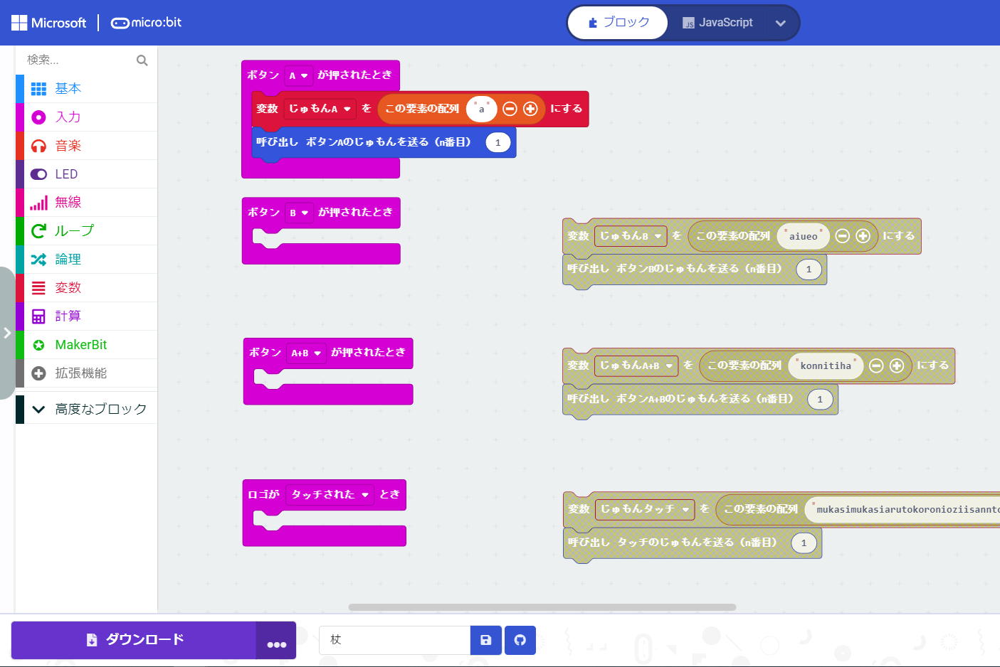 Microsoft micro:bit ブロック JS JavaScript
検索...
基本
入力
音楽
LED
無線
ループ
論理
変数
計算
MakerBit
拡張機能
高度なブロック
ボタン A が押されたとき
変数 じゅもんA を この要素の配列 "a" にする
呼び出し ボタンAのじゅもんを送る（n番目） 1
ボタン B が押されたとき
変数 じゅもんB を この要素の配列 "aiueo" にする
呼び出し ボタンBのじゅもんを送る（n番目） 1
ボタン A+B が押されたとき
変数 じゅもんA+B を この要素の配列 "konnitiha" にする
呼び出し ボタンA+Bのじゅもんを送る（n番目） 1
ロゴが タッチされた とき
変数 じゅもんタッチ を この要素の配列 "mukasimukasiarutokoronioziisannto
呼び出し タッチのじゅもんを送る（n番目） 1
ダウンロード ... 杖